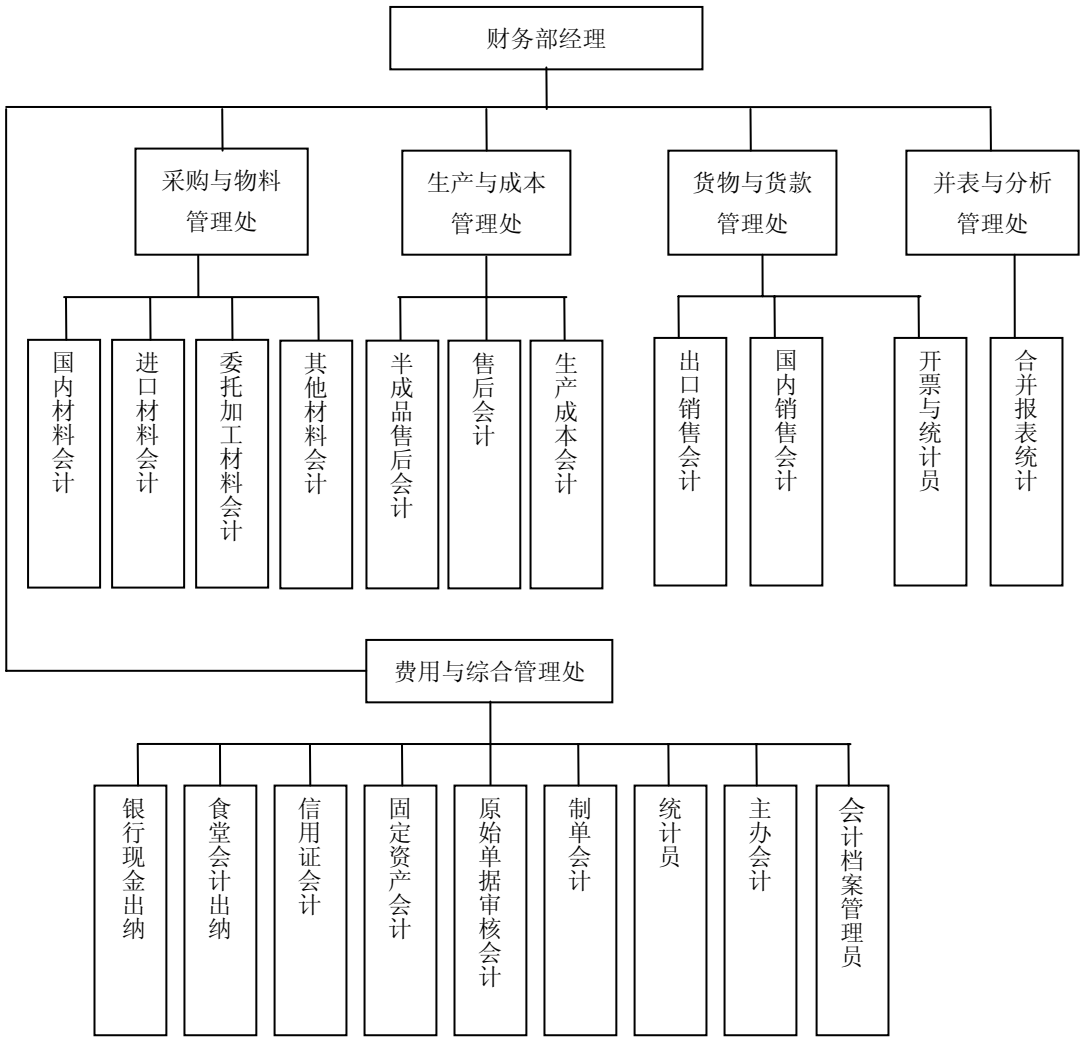 财务部经理
采购与物料
管理处
生产与成本
管理处
货物与货款
管理处
并表与分析
管理处
国内材料会计
进口材料会计
委托加工材料会计
其他材料会计
半成品售后会计
售后会计
生产成本会计
出口销售会计
国内销售会计
开票与统计员
合并报表统计
费用与综合管理处
银行现金出纳
食堂会计出纳
信用证会计
固定资产会计
原始单据审核会计
制单会计
统计员
主办会计
会计档案管理员